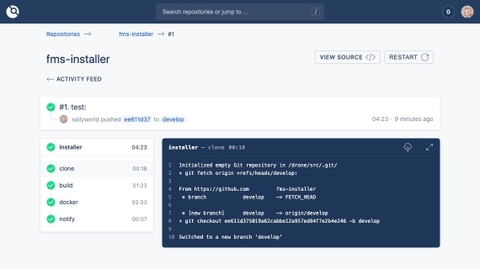 Search repositories or jump to …
/
0
Repositories → fms-installer → #1
fms-installer
VIEW SOURCE </>
RESTART
← ACTIVITY FEED
#1. test:
sallyworld pushed ee611d37 to develop
04:23 · 9 minutes ago
installer 04:23
clone 00:18
build 01:23
docker 02:33
notify 00:07
installer — clone 00:18
1 Initialized empty Git repository in /drone/src/.git/
2 + git fetch origin +refs/heads/develop:
3
4 From https://github.com fms-installer
5 * branch develop -> FETCH_HEAD
6
7 * [new branch] develop -> origin/develop
8 + git checkout ee611d375019a62cabbe12a957ed84f7e2b4e246 -b develop
9
10 Switched to a new branch 'develop'